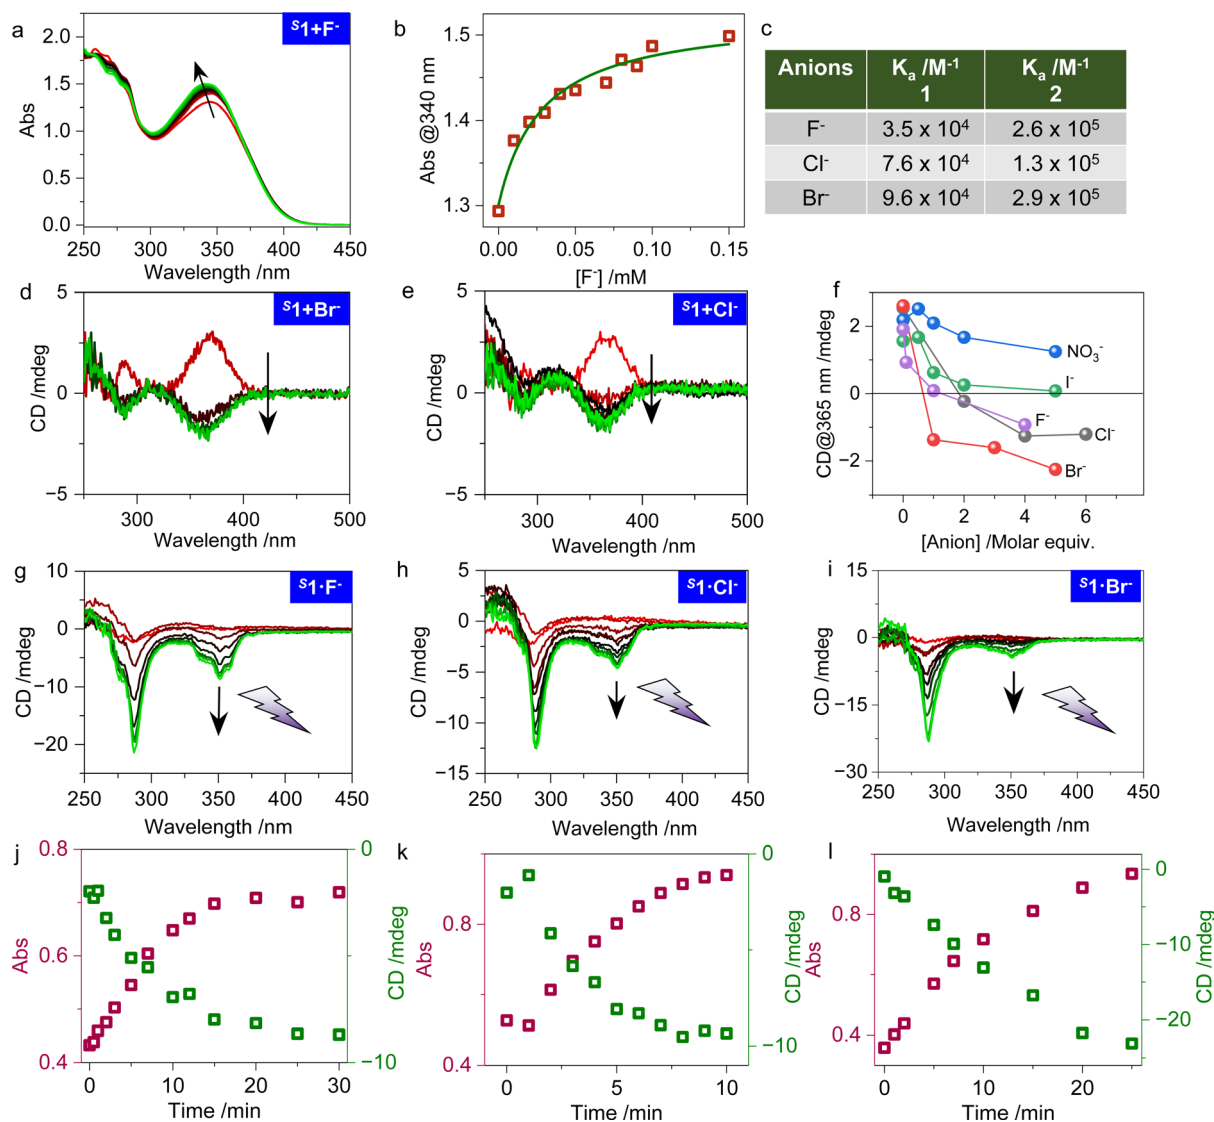 a
ˢ1+F⁻
2.0
1.5
1.0
0.5
0.0
Abs
250 300 350 400 450
Wavelength /nm
b
1.5
1.4
1.3
Abs @340 nm
0.00 0.05 0.10 0.15
[F⁻] /mM
c
Anions Kₐ /M⁻¹ 1 Kₐ /M⁻¹ 2
F⁻ 3.5 x 10⁴ 2.6 x 10⁵
Cl⁻ 7.6 x 10⁴ 1.3 x 10⁵
Br⁻ 9.6 x 10⁴ 2.9 x 10⁵
d
ˢ1+Br⁻
5
0
−5
CD /mdeg
300 400 500
Wavelength /nm
e
ˢ1+Cl⁻
5
0
−5
CD /mdeg
300 400 500
Wavelength /nm
f
2
0
−2
CD@365 nm /mdeg
NO₃⁻
I⁻
F⁻
Cl⁻
Br⁻
0 2 4 6
[Anion] /Molar equiv.
g
ˢ1·F⁻
10
0
−10
−20
CD /mdeg
250 300 350 400 450
Wavelength /nm
h
ˢ1·Cl⁻
5
0
−5
−10
−15
CD /mdeg
250 300 350 400 450
Wavelength /nm
i
ˢ1·Br⁻
15
0
−15
−30
CD /mdeg
250 300 350 400 450
Wavelength /nm
j
0.8
0.6
0.4
Abs
0
−10
CD /mdeg
0 10 20 30
Time /min
k
0.8
0.4
Abs
0
−10
CD /mdeg
0 5 10
Time /min
l
0.8
0.4
Abs
0
−10
−20
CD /mdeg
0 10 20
Time /min